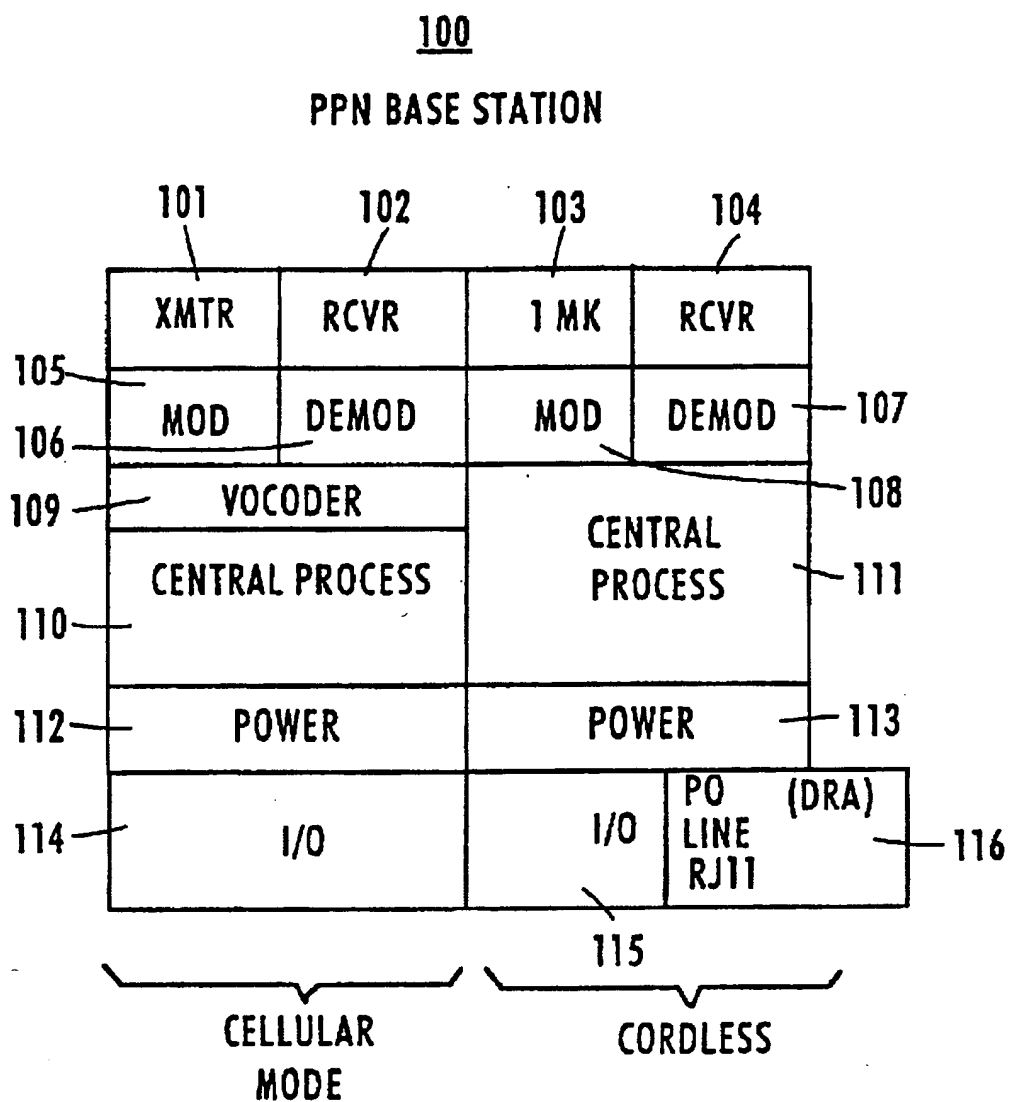 100
PPN BASE STATION
101 102 103 104
XMTR RCVR 1 MK RCVR
105
MOD DEMOD MOD DEMOD 107
106
108
109 VOCODER
CENTRAL PROCESS
110
CENTRAL
PROCESS
111
112 POWER POWER 113
114 I/O I/O
PO (DRA)
LINE
RJ11
116
115
CELLULAR
MODE
CORDLESS